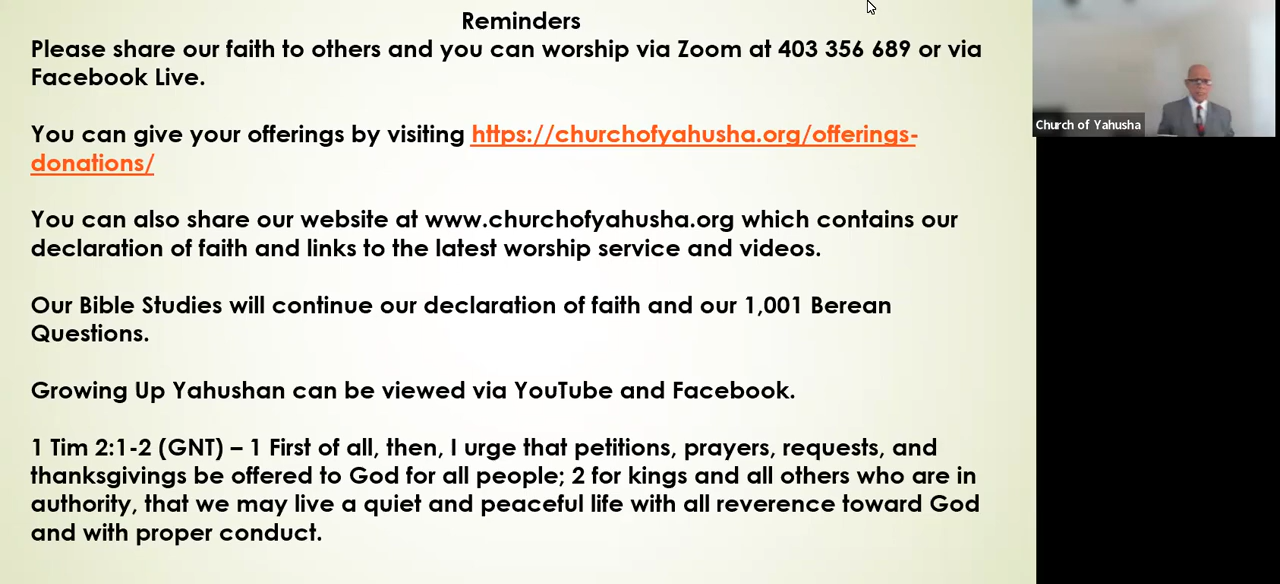 Reminders
Please share our faith to others and you can worship via Zoom at 403 356 689 or via
Facebook Live.
You can give your offerings by visiting https://churchofyahusha.org/offerings-
donations/
You can also share our website at www.churchofyahusha.org which contains our
declaration of faith and links to the latest worship service and videos.
Our Bible Studies will continue our declaration of faith and our 1,001 Berean
Questions.
Growing Up Yahushan can be viewed via YouTube and Facebook.
1 Tim 2:1-2 (GNT) – 1 First of all, then, I urge that petitions, prayers, requests, and
thanksgivings be offered to God for all people; 2 for kings and all others who are in
authority, that we may live a quiet and peaceful life with all reverence toward God
and with proper conduct.
Church of Yahusha